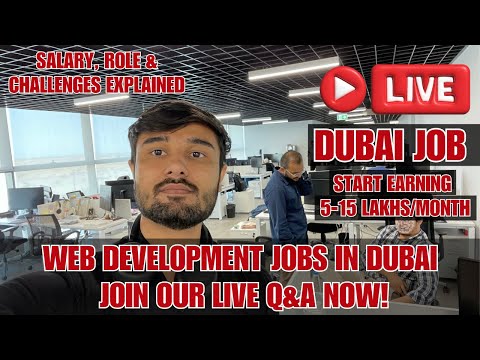 SALARY, ROLE &
CHALLENGES EXPLAINED
LIVE
DUBAI JOB
START EARNING
5-15 LAKHS/MONTH
WEB DEVELOPMENT JOBS IN DUBAI
JOIN OUR LIVE Q&A NOW!